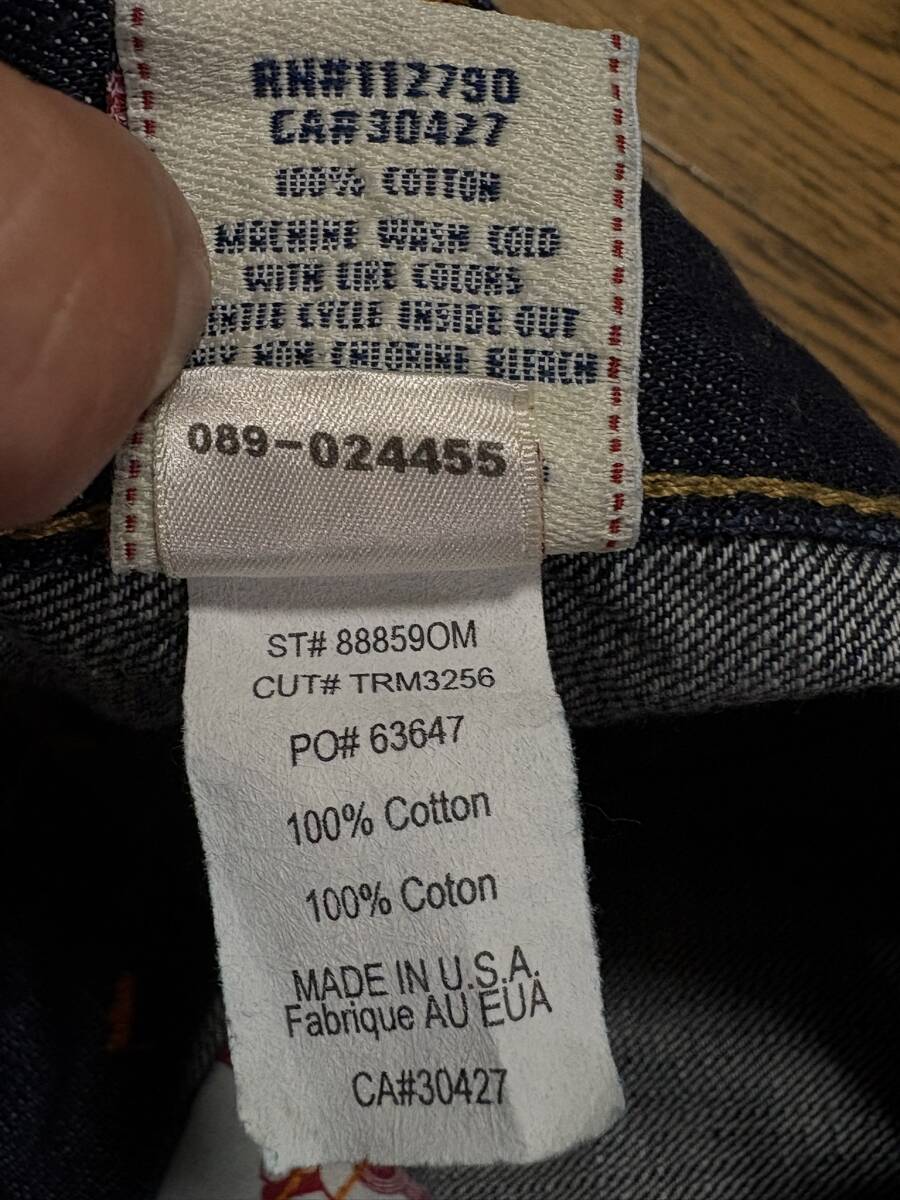 RN#112790
CA#30427
100% COTTON
MACHINE WASH COLD
WITH LIKE COLORS
CYCLE INSIDE OUT
NON CHLORINE BLEACH
089-024455
ST# 88859OM
CUT# TRM3256
PO# 63647
100% Cotton
100% Coton
MADE IN U.S.A.
Fabrique AU EUA
CA#30427